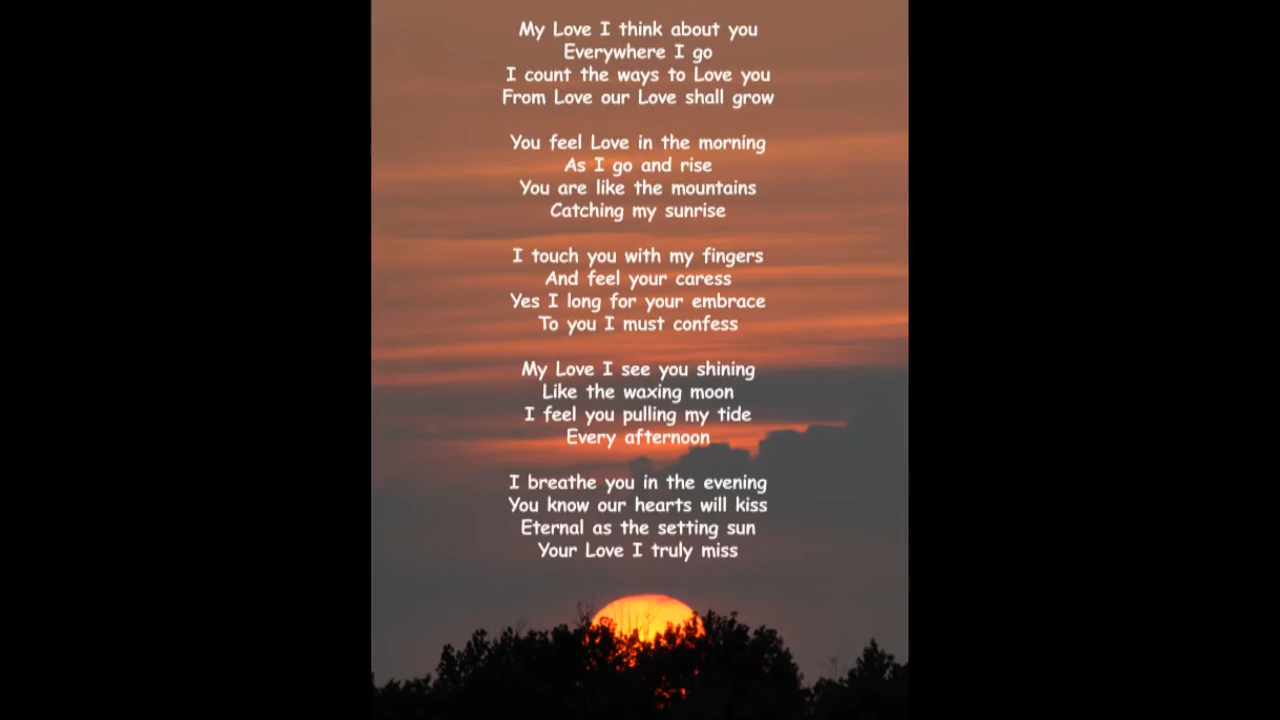 My Love I think about you
Everywhere I go
I count the ways to Love you
From Love our Love shall grow
You feel Love in the morning
As I go and rise
You are like the mountains
Catching my sunrise
I touch you with my fingers
And feel your caress
Yes I long for your embrace
To you I must confess
My Love I see you shining
Like the waxing moon
I feel you pulling my tide
Every afternoon
I breathe you in the evening
You know our hearts will kiss
Eternal as the setting sun
Your Love I truly miss